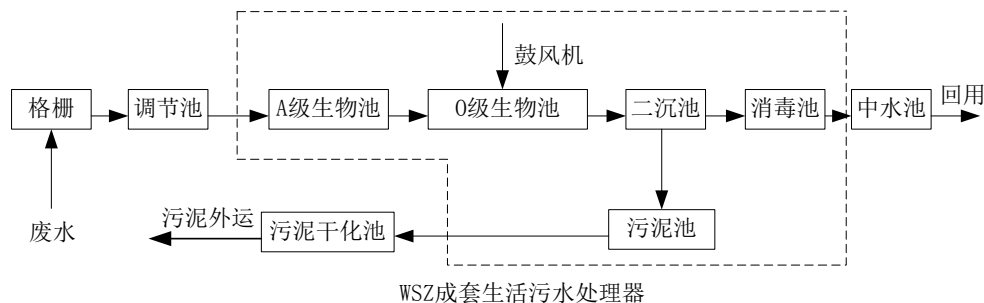 鼓风机
格栅
调节池
A级生物池
O级生物池
二沉池
消毒池
中水池
回用
废水
污泥外运
污泥干化池
污泥池
WSZ成套生活污水处理器